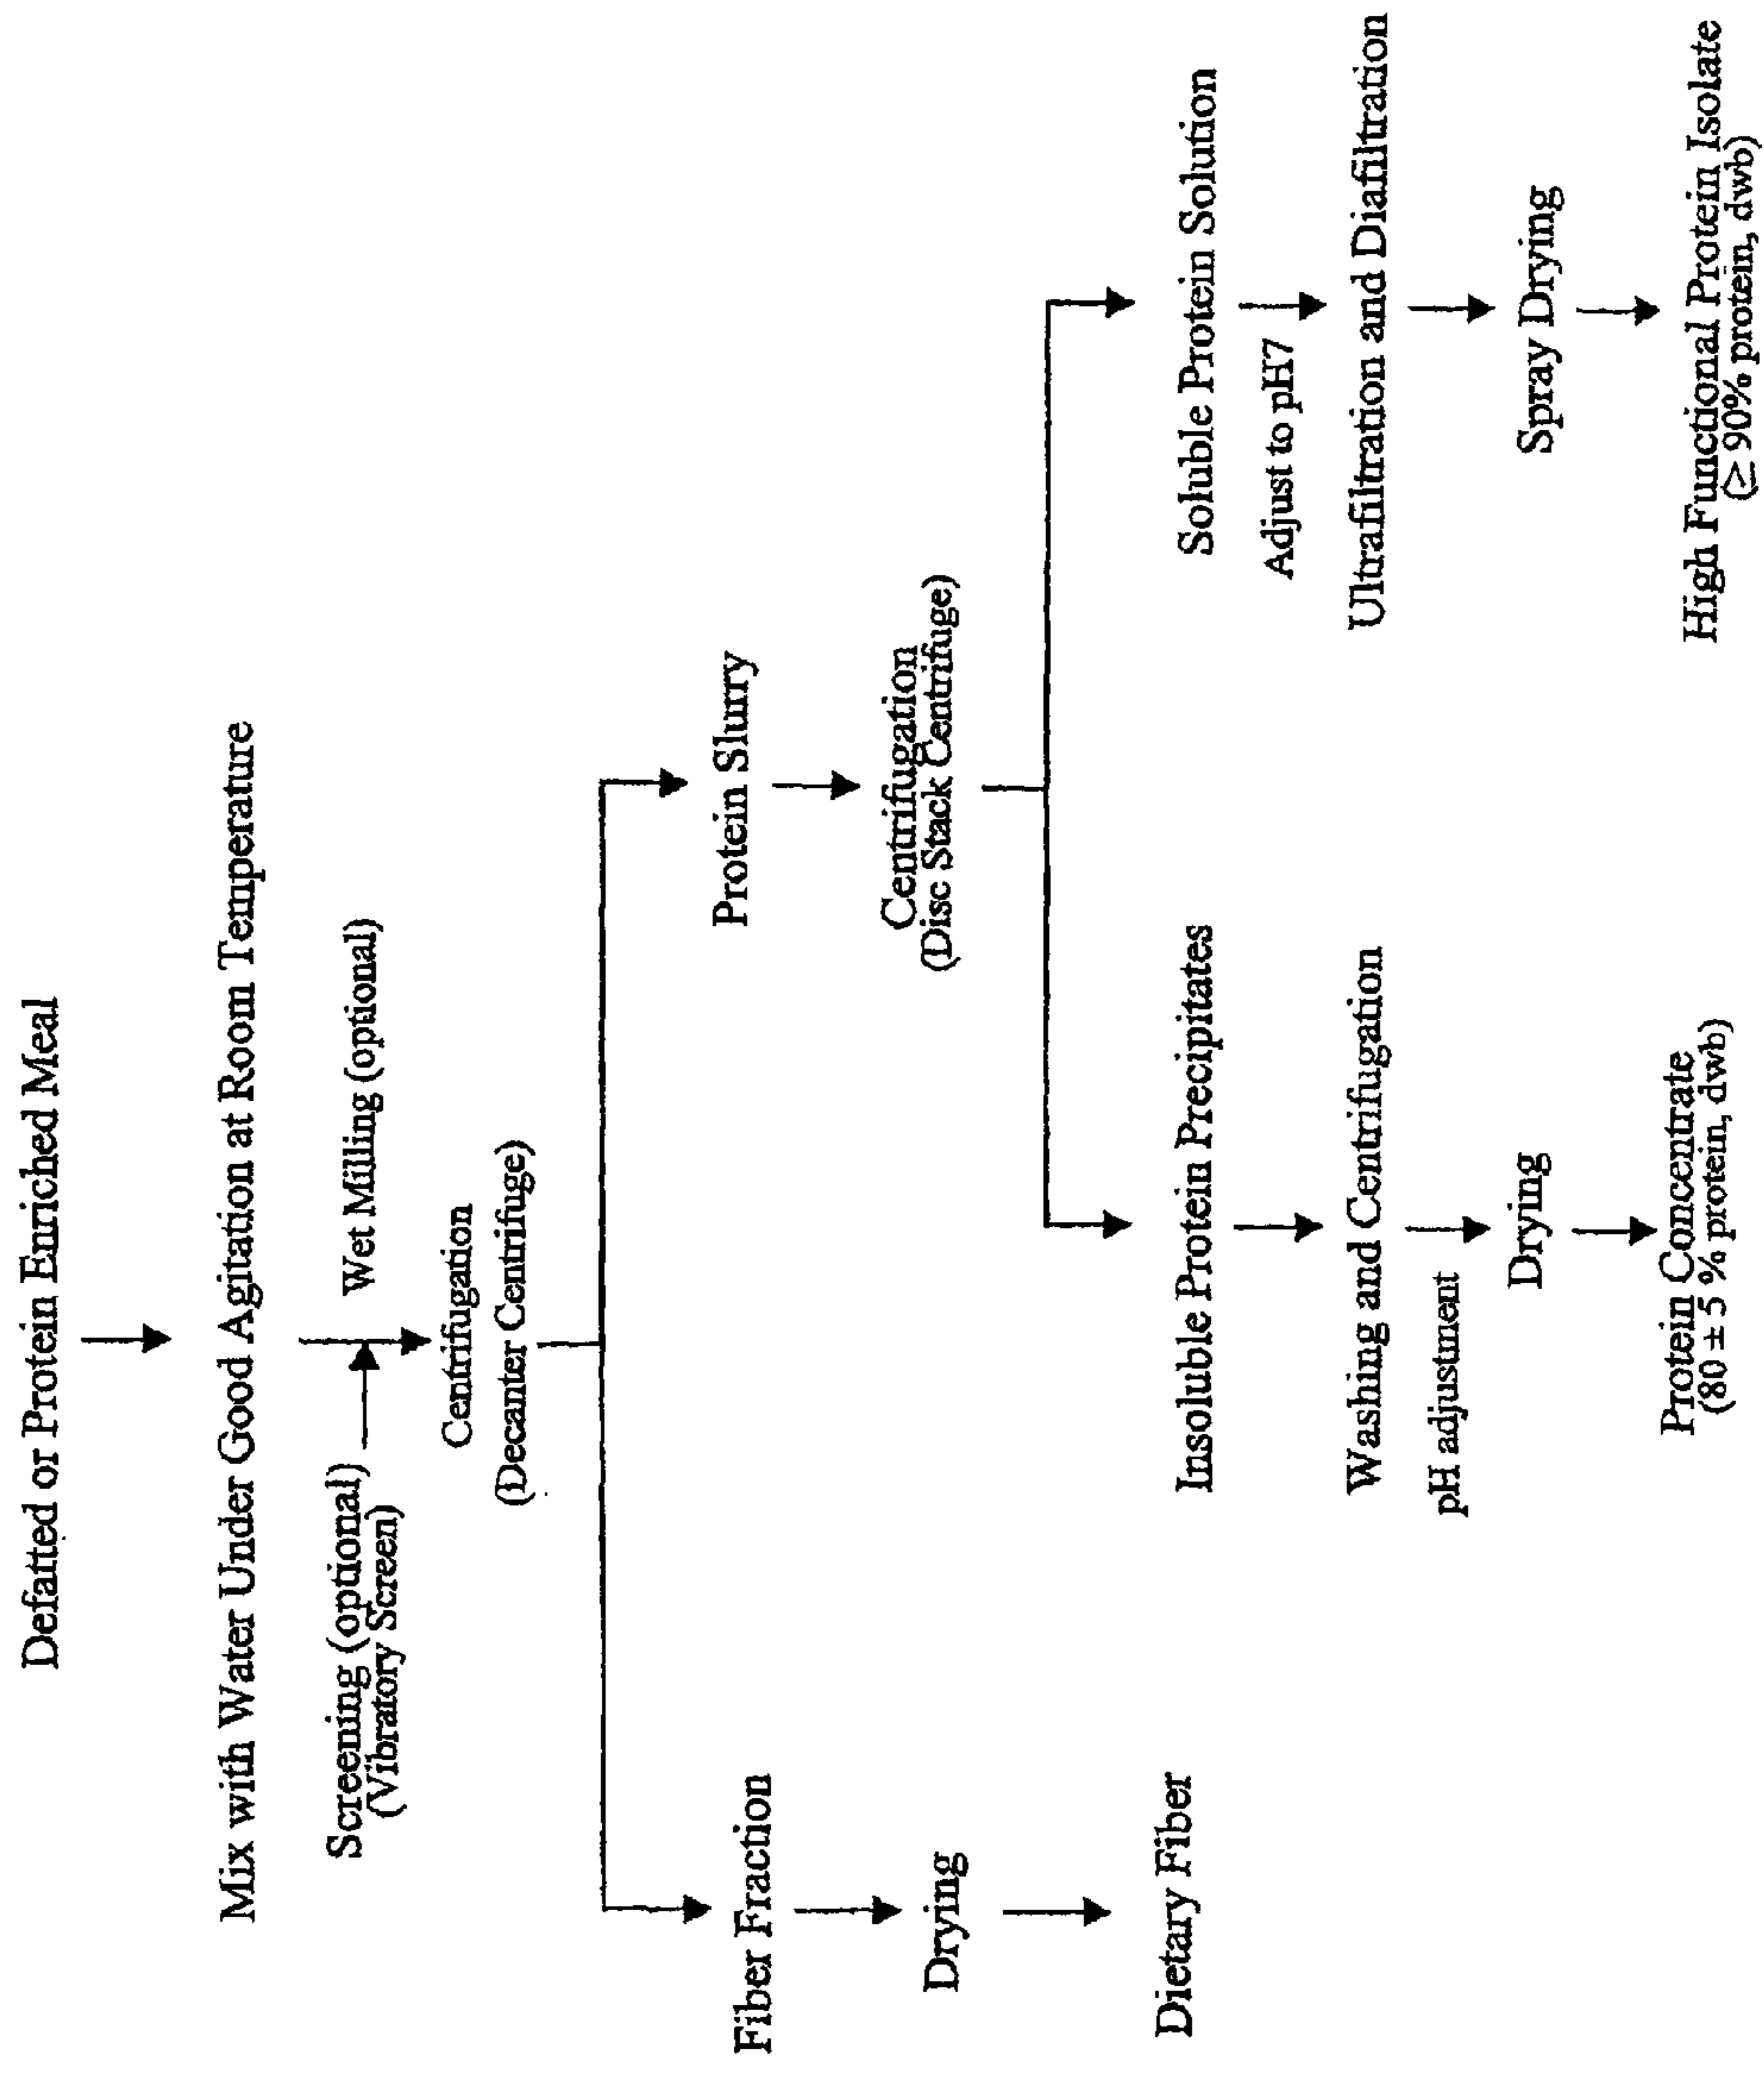 Defatted or Protein Enriched Meal
Mix with Water Under Good Agitation at Room Temperature
Screening (optional)
(Vibratory Screen)
Wet Milling (optional)
Centrifugation
(Decanter Centrifuge)
Fiber Fraction
Drying
Dietary Fiber
Protein Slurry
Centrifugation
(Disc Stack Centrifuge)
Insoluble Protein Precipitates
Washing and Centrifugation
pH adjustment
Drying
Protein Concentrate
(80 ± 5 % protein, dwb)
Soluble Protein Solution
Adjust to pH7
Ultrafiltration and Diafiltration
Spray Drying
High Functional Protein Isolate
(≥ 90% protein, dwb)